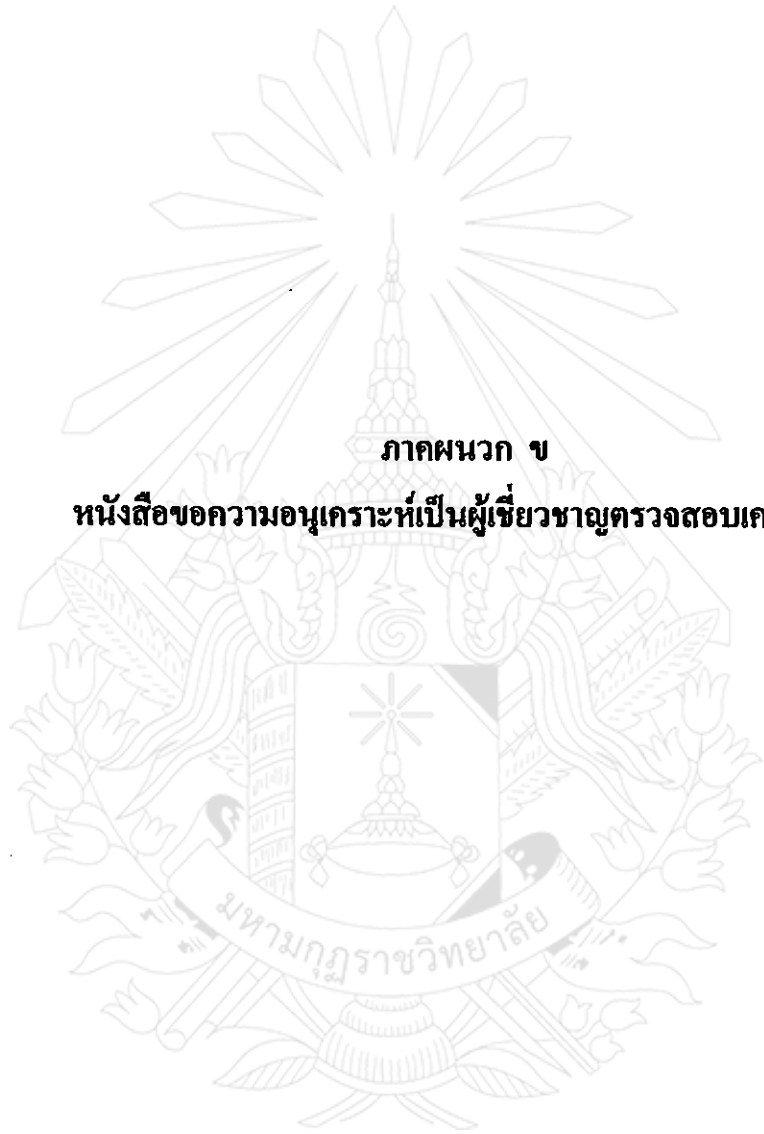 ภาคผนวก ข
หนังสือขอความอนุเคราะห์เป็นผู้เชี่ยวชาญตรวจสอบเค
มหามกุฏราชวิทยาลัย